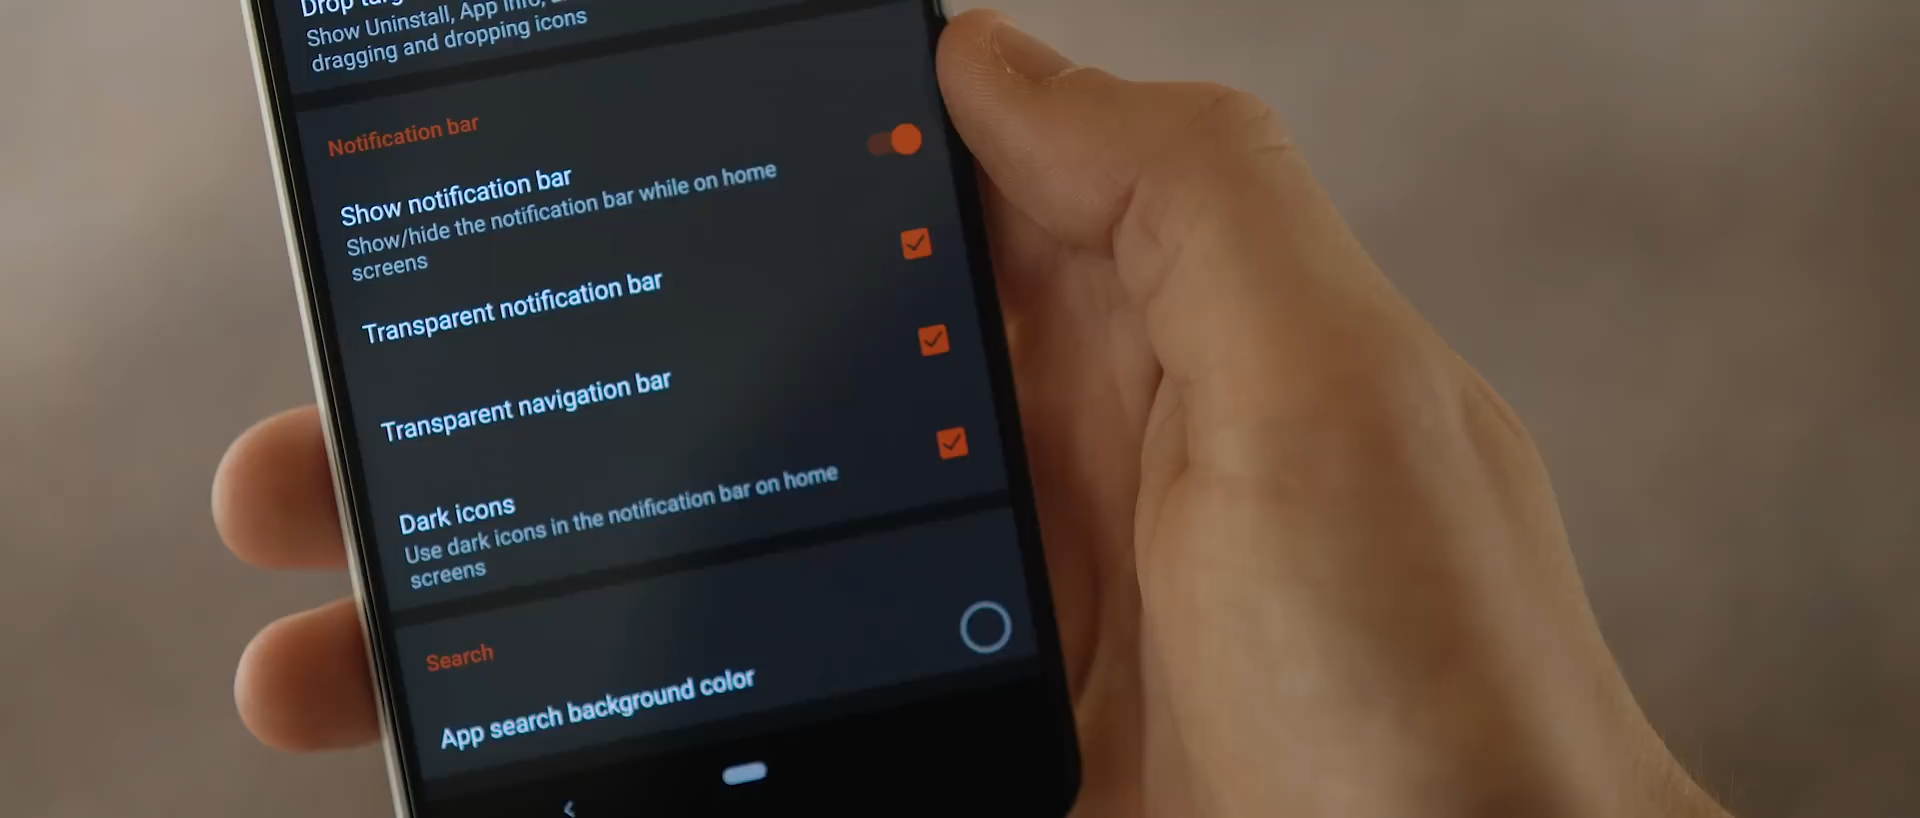 Drop
Show Uninstall, App info,
dragging and dropping icons
Notification bar
Show notification bar
Show/hide the notification bar while on home
screens
Transparent notification bar
Transparent navigation bar
Dark icons
Use dark icons in the notification bar on home
screens
Search
App search background color